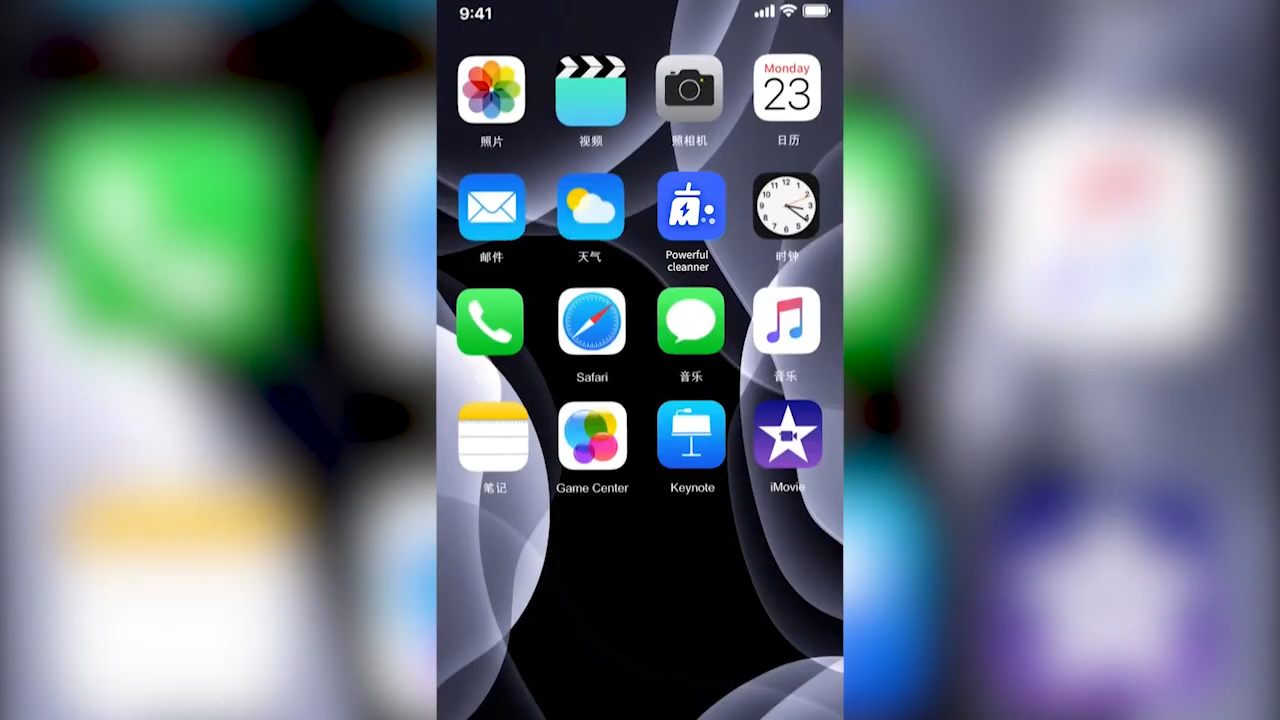 9:41
Monday
23
照片
视频
照相机
日历
邮件
天气
Powerful
cleanner
时钟
Safari
音乐
音乐
笔记
Game Center
Keynote
iMovie